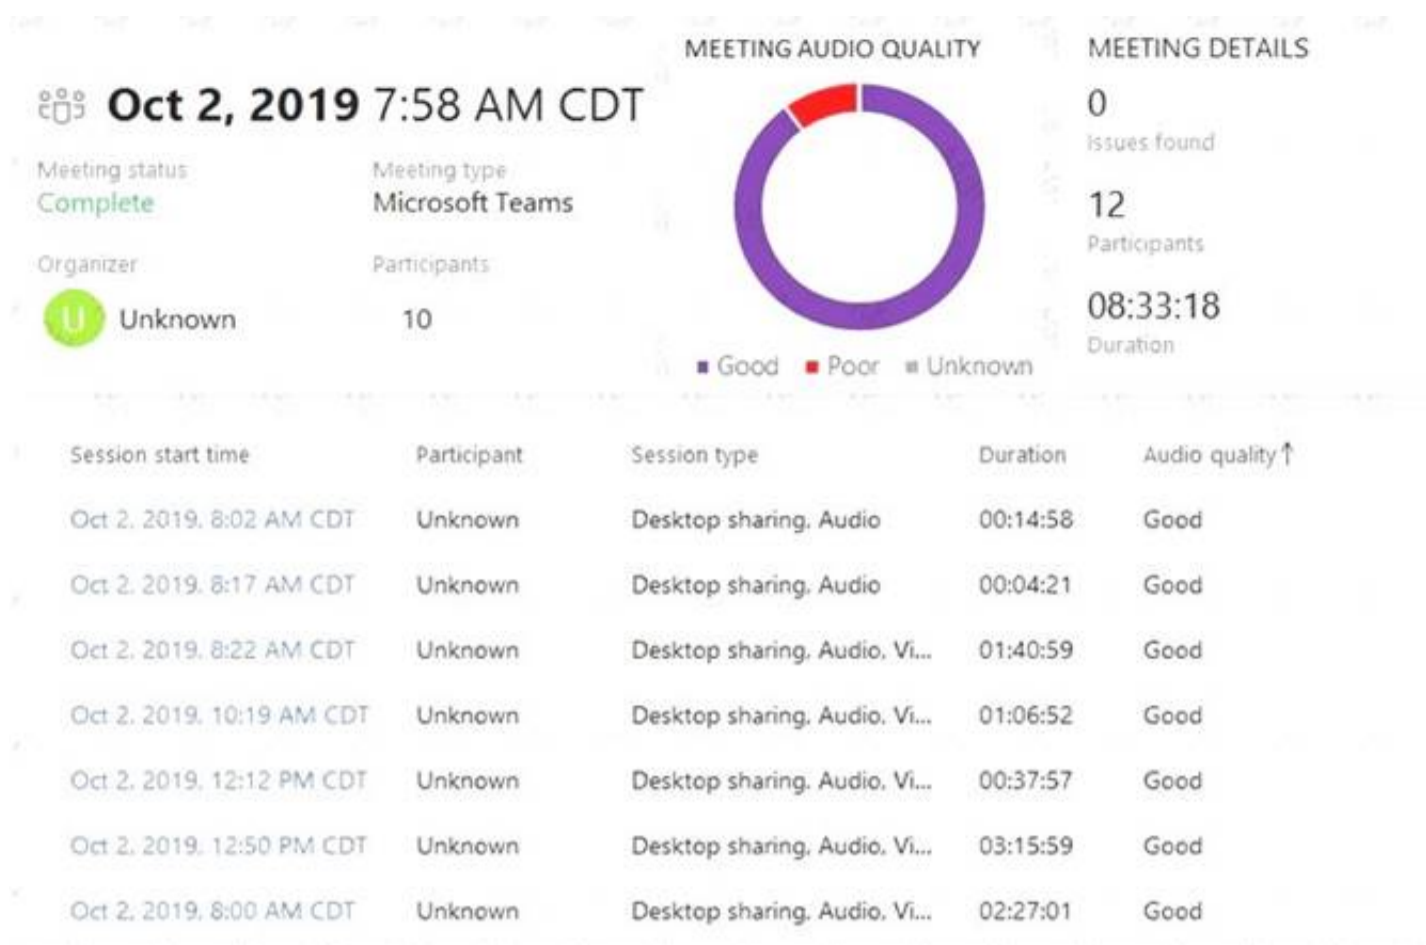 MEETING AUDIO QUALITY
MEETING DETAILS
Oct 2, 2019 7:58 AM CDT
Meeting status
Meeting type
Complete
Microsoft Teams
Organizer
Participants
U
Unknown
10
Good
Poor
Unknown
0
Issues found
12
Participants
08:33:18
Duration
Session start time Participant Session type Duration Audio quality↑
Oct 2, 2019, 8:02 AM CDT Unknown Desktop sharing, Audio 00:14:58 Good
Oct 2, 2019, 8:17 AM CDT Unknown Desktop sharing, Audio 00:04:21 Good
Oct 2, 2019, 8:22 AM CDT Unknown Desktop sharing, Audio, Vi... 01:40:59 Good
Oct 2, 2019, 10:19 AM CDT Unknown Desktop sharing, Audio, Vi... 01:06:52 Good
Oct 2, 2019, 12:12 PM CDT Unknown Desktop sharing, Audio, Vi... 00:37:57 Good
Oct 2, 2019, 12:50 PM CDT Unknown Desktop sharing, Audio, Vi... 03:15:59 Good
Oct 2, 2019, 8:00 AM CDT Unknown Desktop sharing, Audio, Vi... 02:27:01 Good